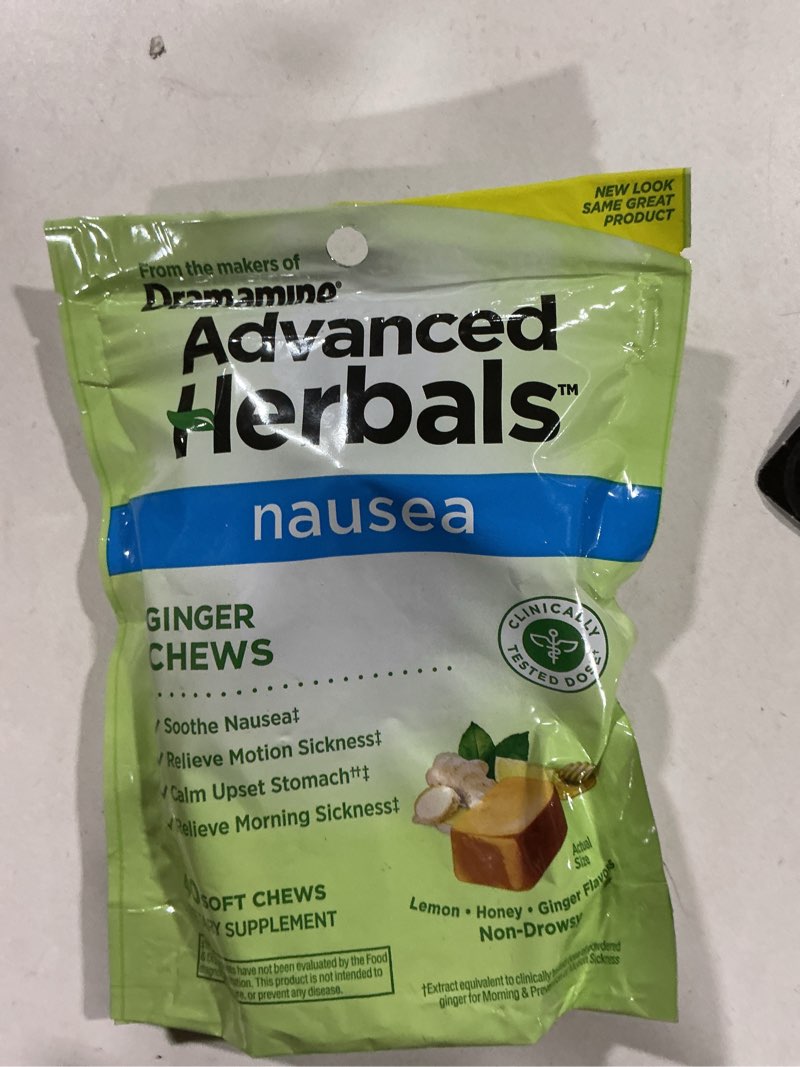 NEW LOOK
SAME GREAT
PRODUCT
From the makers of
Dramamine®
Advanced
Herbals™
nausea
GINGER
CHEWS
CLINICALLY
TESTED
✓ Soothe Nausea‡
✓ Relieve Motion Sickness‡
✓ Calm Upset Stomach††‡
✓ Relieve Morning Sickness‡
Actual
Size
SOFT CHEWS
SUPPLEMENT
Lemon • Honey • Ginger Flavors
Non-Drowsy
have not been evaluated by the Food
This product is not intended to
or prevent any disease.
†Extract equivalent to clinically
ginger for Morning & Sickness